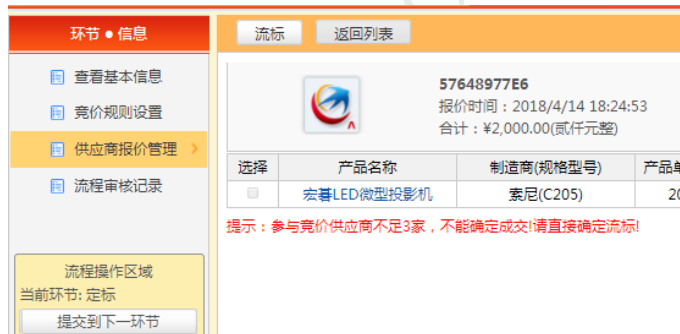 环节 ● 信息
流标
返回列表
查看基本信息
竞价规则设置
供应商报价管理
流程审核记录
57648977E6
报价时间：2018/4/14 18:24:53
合计：¥2,000.00(贰仟元整)
选择 产品名称 制造商(规格型号) 产品单
宏碁LED微型投影机 索尼(C205) 20
提示：参与竞价供应商不足3家，不能确定成交!请直接确定流标!
流程操作区域
当前环节: 定标
提交到下一环节